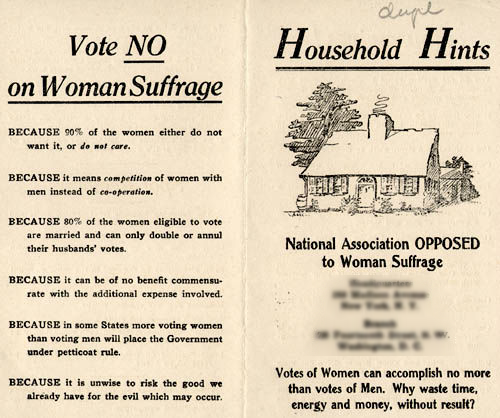 Vote NO
on Woman Suffrage
BECAUSE 90% of the women either do not
want it, or do not care.
BECAUSE it means competition of women with
men instead of co-operation.
BECAUSE 80% of the women eligible to vote
are married and can only double or annul
their husbands' votes.
BECAUSE it can be of no benefit commensu-
rate with the additional expense involved.
BECAUSE in some States more voting women
than voting men will place the Government
under petticoat rule.
BECAUSE it is unwise to risk the good we
already have for the evil which may occur.
dupl
Household Hints
National Association OPPOSED
to Woman Suffrage
Votes of Women can accomplish no more
than votes of Men. Why waste time,
energy and money, without result?